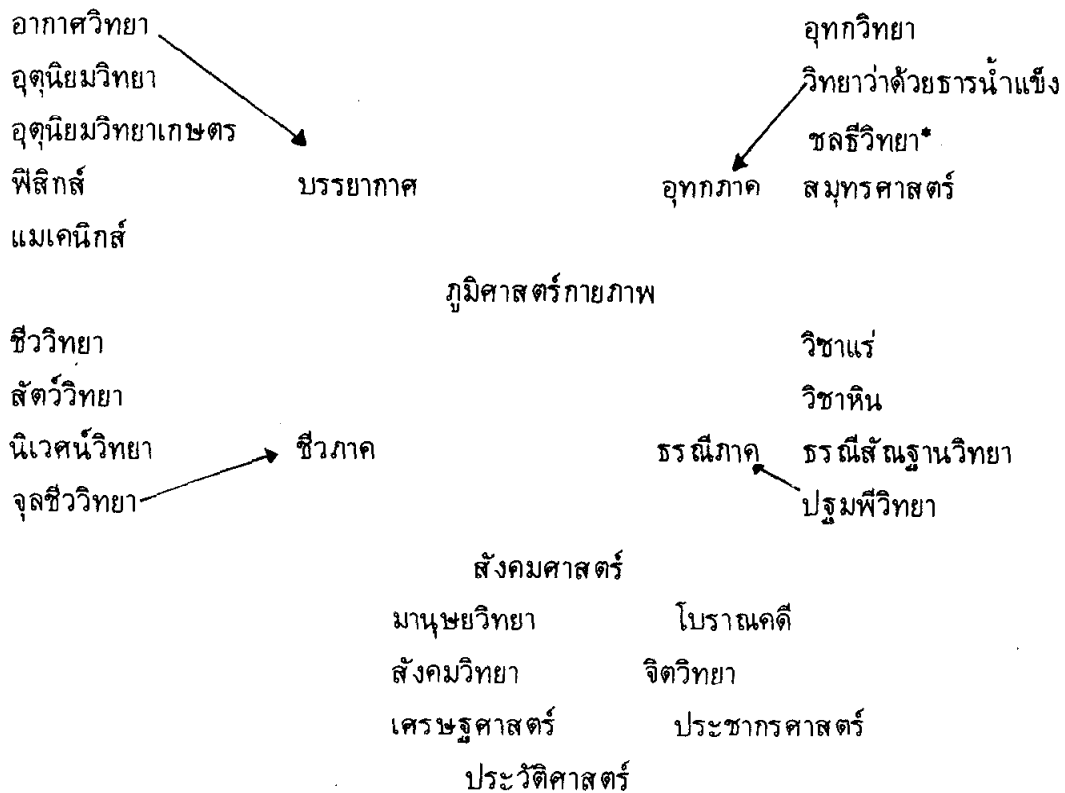 อากาศวิทยา อุทกวิทยา
อุตุนิยมวิทยา วิทยาว่าด้วยธารน้ำแข็ง
อุตุนิยมวิทยาเกษตร ชลธีวิทยา*
ฟิสิกส์ บรรยากาศ อุทกภาค สมุทรศาสตร์
แมเคนิกส์
ภูมิศาสตร์กายภาพ
ชีววิทยา วิชาแร่
สัตว์วิทยา วิชาหิน
นิเวศน์วิทยา ชีวภาค ธรณีภาค ธรณีสัณฐานวิทยา
จุลชีววิทยา ปฐมพีวิทยา
สังคมศาสตร์
มานุษยวิทยา โบราณคดี
สังคมวิทยา จิตวิทยา
เศรษฐศาสตร์ ประชากรศาสตร์
ประวัติศาสตร์